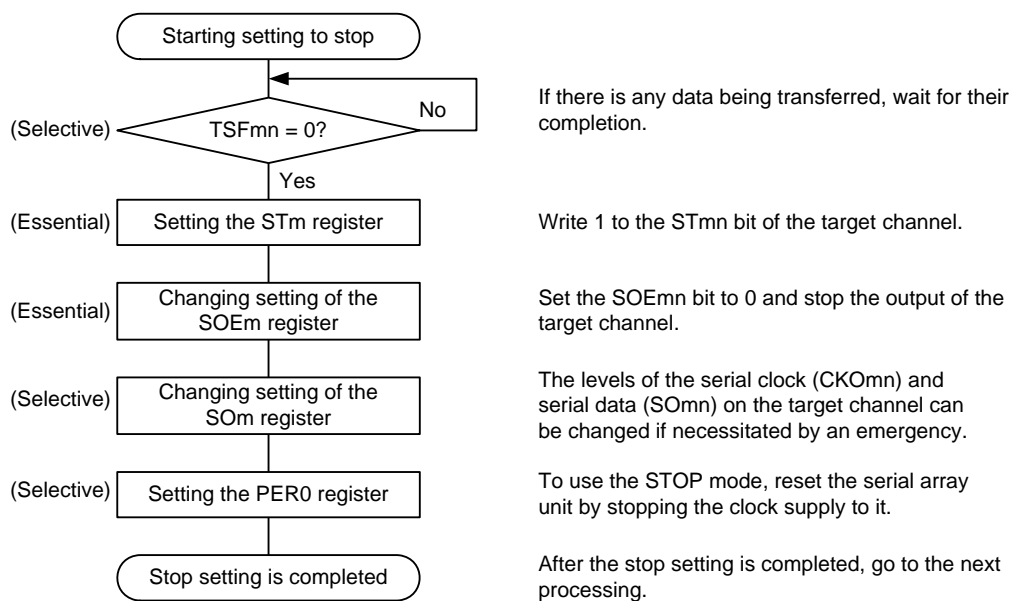 Starting setting to stop
No
If there is any data being transferred, wait for their
completion.
(Selective)
TSFmn = 0?
Yes
(Essential)
Setting the STm register
Write 1 to the STmn bit of the target channel.
(Essential)
Changing setting of the
SOEm register
Set the SOEmn bit to 0 and stop the output of the
target channel.
(Selective)
Changing setting of the
SOm register
The levels of the serial clock (CKOmn) and
serial data (SOmn) on the target channel can
be changed if necessitated by an emergency.
(Selective)
Setting the PER0 register
To use the STOP mode, reset the serial array
unit by stopping the clock supply to it.
Stop setting is completed
After the stop setting is completed, go to the next
processing.